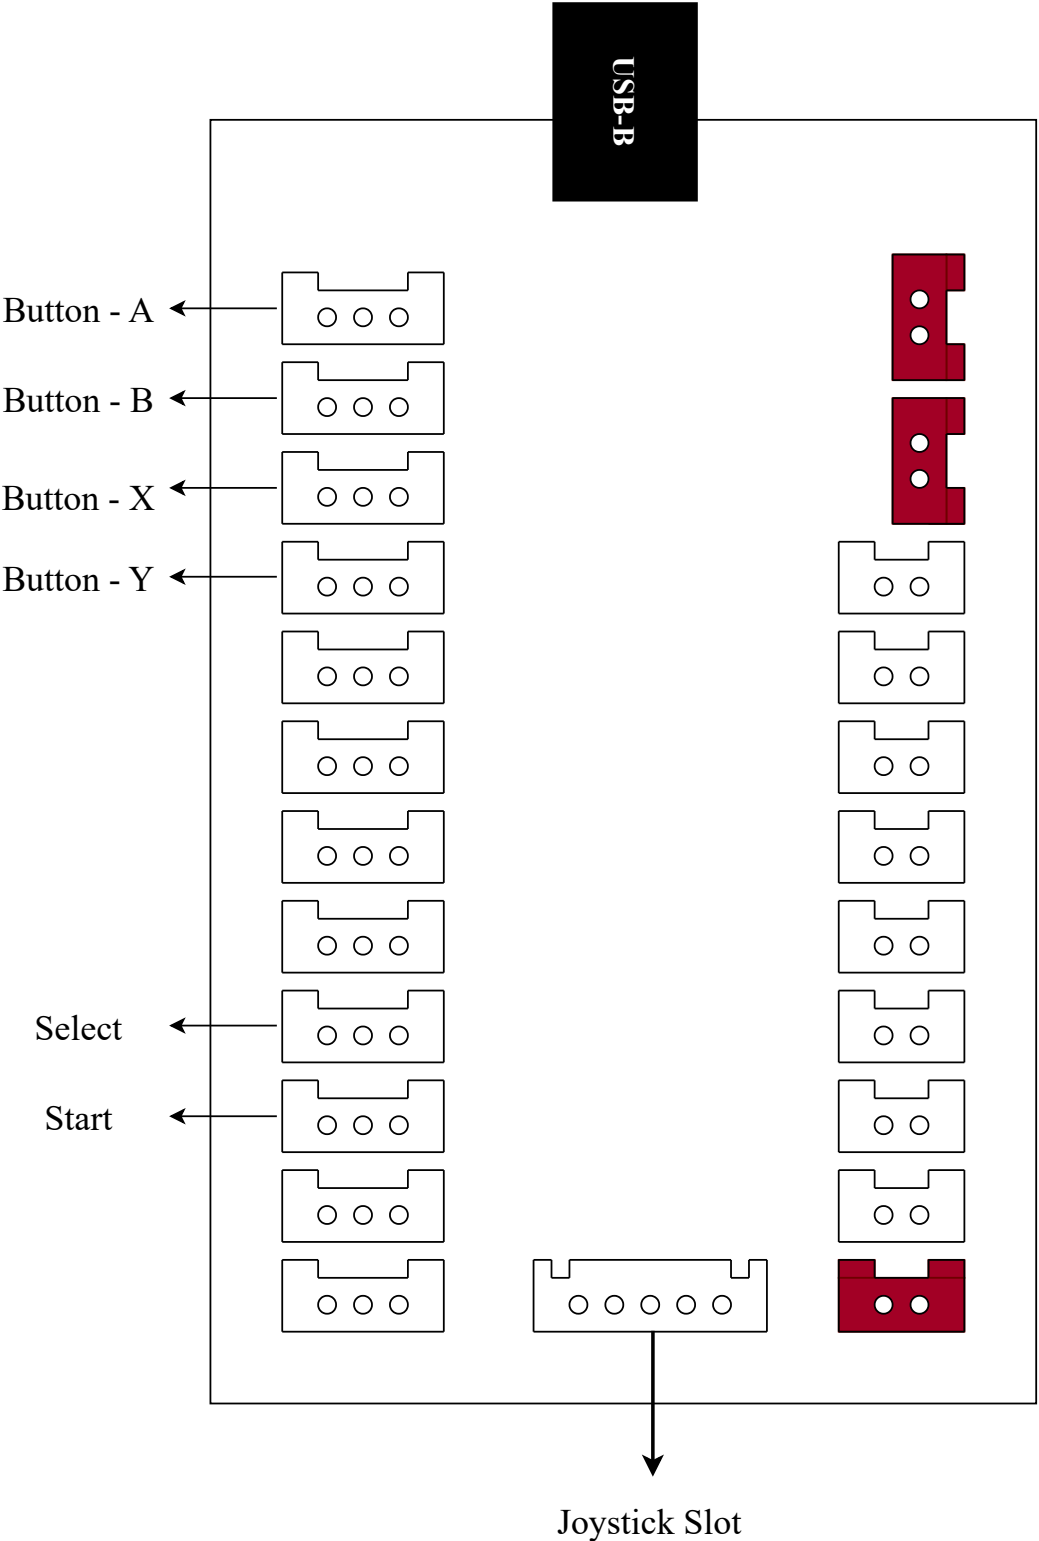 USB-B
Button - A
Button - B
Button - X
Button - Y
Select
Start
Joystick Slot